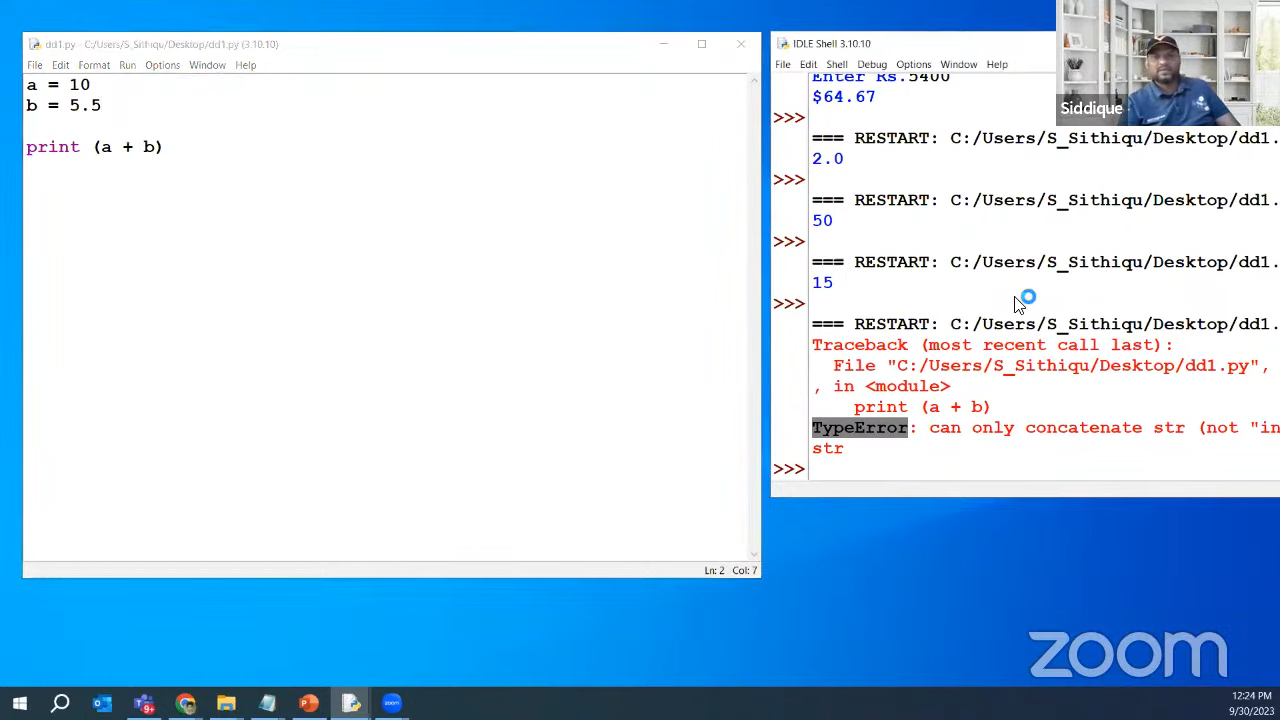 dd1.py - C:/Users/S_Sithiqu/Desktop/dd1.py (3.10.10)
File Edit Format Run Options Window Help
a = 10
b = 5.5
print (a + b)
Ln: 2 Col: 7
IDLE Shell 3.10.10
File Edit Shell Debug Options Window Help
Enter Rs.5400
$64.67
>>>
=== RESTART: C:/Users/S_Sithiqu/Desktop/dd1.
2.0
>>>
=== RESTART: C:/Users/S_Sithiqu/Desktop/dd1.
50
>>>
=== RESTART: C:/Users/S_Sithiqu/Desktop/dd1.
15
>>>
=== RESTART: C:/Users/S_Sithiqu/Desktop/dd1.
Traceback (most recent call last):
File "C:/Users/S_Sithiqu/Desktop/dd1.py",
, in <module>
print (a + b)
TypeError: can only concatenate str (not "in
str
>>>
Siddique
zoom
zoom
12:24 PM
9/30/2023